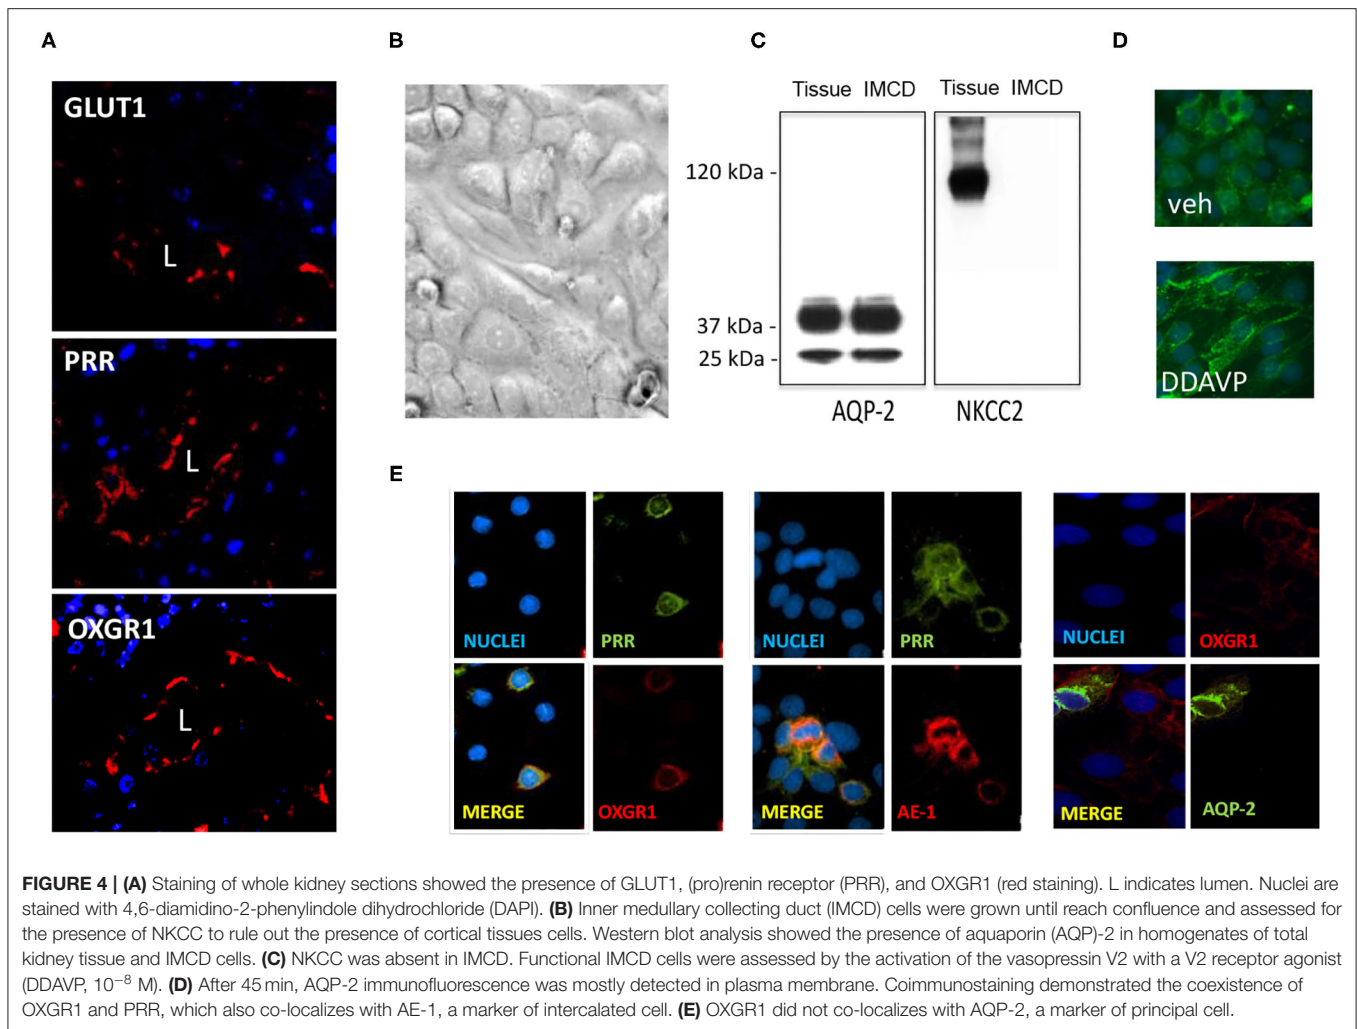 A
B
C
D
GLUT1
L
PRR
L
OXGR1
L
Tissue IMCD Tissue IMCD
120 kDa -
37 kDa -
25 kDa -
AQP-2 NKCC2
veh
DDAVP
E
NUCLEI PRR NUCLEI PRR NUCLEI OXGR1
MERGE OXGR1 MERGE AE-1 MERGE AQP-2
FIGURE 4 | (A) Staining of whole kidney sections showed the presence of GLUT1, (pro)renin receptor (PRR), and OXGR1 (red staining). L indicates lumen. Nuclei are
stained with 4,6-diamidino-2-phenylindole dihydrochloride (DAPI). (B) Inner medullary collecting duct (IMCD) cells were grown until reach confluence and assessed for
the presence of NKCC to rule out the presence of cortical tissues cells. Western blot analysis showed the presence of aquaporin (AQP)-2 in homogenates of total
kidney tissue and IMCD cells. (C) NKCC was absent in IMCD. Functional IMCD cells were assessed by the activation of the vasopressin V2 with a V2 receptor agonist
(DDAVP, 10⁻⁸ M). (D) After 45 min, AQP-2 immunofluorescence was mostly detected in plasma membrane. Coimmunostaining demonstrated the coexistence of
OXGR1 and PRR, which also co-localizes with AE-1, a marker of intercalated cell. (E) OXGR1 did not co-localizes with AQP-2, a marker of principal cell.